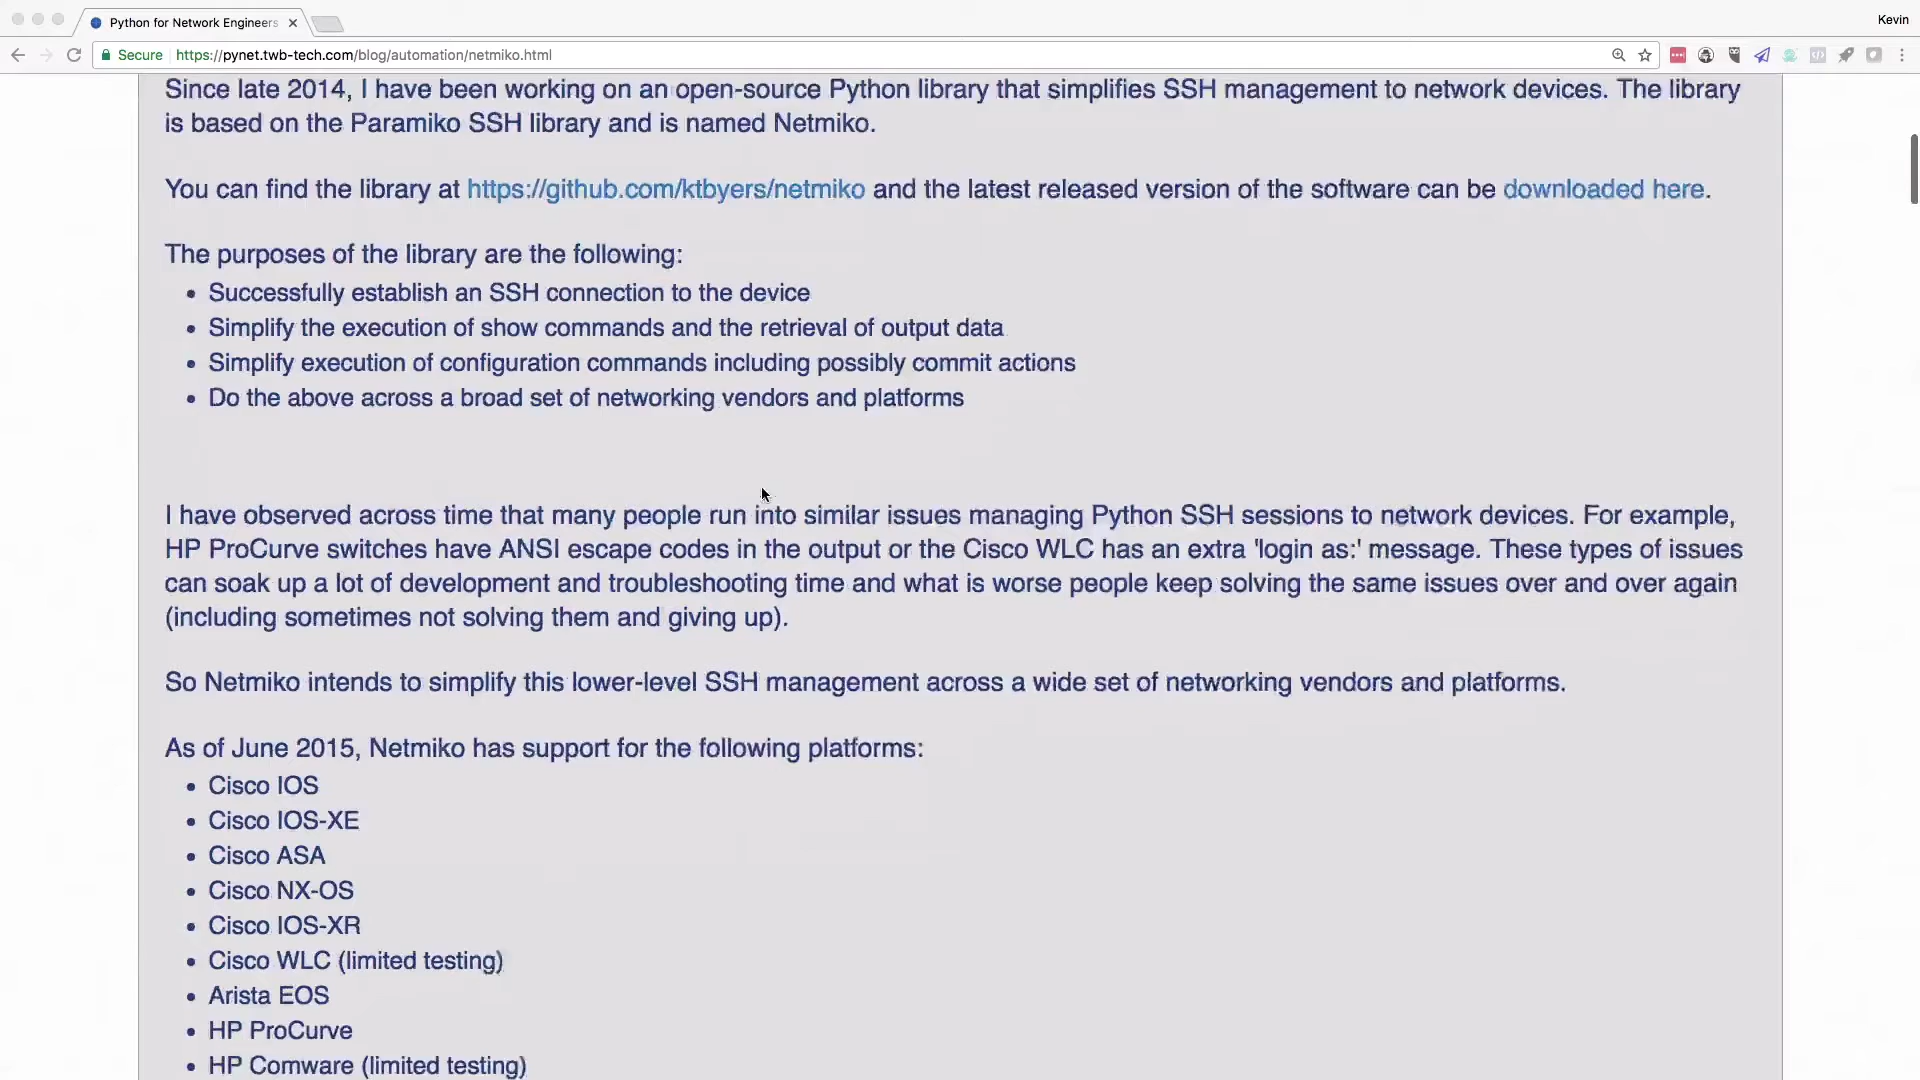 Python for Network Engineers
Kevin
Secure
https://pynet.twb-tech.com/blog/automation/netmiko.html
Since late 2014, I have been working on an open-source Python library that simplifies SSH management to network devices. The library
is based on the Paramiko SSH library and is named Netmiko.
You can find the library at https://github.com/ktbyers/netmiko and the latest released version of the software can be downloaded here.
The purposes of the library are the following:
• Successfully establish an SSH connection to the device
• Simplify the execution of show commands and the retrieval of output data
• Simplify execution of configuration commands including possibly commit actions
• Do the above across a broad set of networking vendors and platforms
I have observed across time that many people run into similar issues managing Python SSH sessions to network devices. For example,
HP ProCurve switches have ANSI escape codes in the output or the Cisco WLC has an extra 'login as:' message. These types of issues
can soak up a lot of development and troubleshooting time and what is worse people keep solving the same issues over and over again
(including sometimes not solving them and giving up).
So Netmiko intends to simplify this lower-level SSH management across a wide set of networking vendors and platforms.
As of June 2015, Netmiko has support for the following platforms:
• Cisco IOS
• Cisco IOS-XE
• Cisco ASA
• Cisco NX-OS
• Cisco IOS-XR
• Cisco WLC (limited testing)
• Arista EOS
• HP ProCurve
• HP Comware (limited testing)